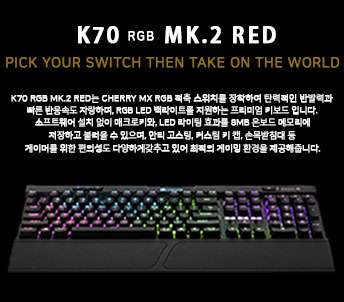 K70 RGB MK.2 RED
PICK YOUR SWITCH THEN TAKE ON THE WORLD
K70 RGB MK.2 RED는 CHERRY MX RGB 적축 스위치를 장착하여 탄력적인 반발력과
빠른 반응속도 자랑하며, RGB LED 백라이트를 지원하는 프리미엄 키보드 입니다.
소프트웨어 설치 없이 매크로키와, LED 라이팅 효과를 8MB 온보드 메모리에
저장하고 불러올 수 있으며, 안티 고스팅, 커스텀 키 캡, 손목받침대 등
게이머를 위한 편의성도 다양하게갖추고 있어 최적의 게이밍 환경을 제공해줍니다.